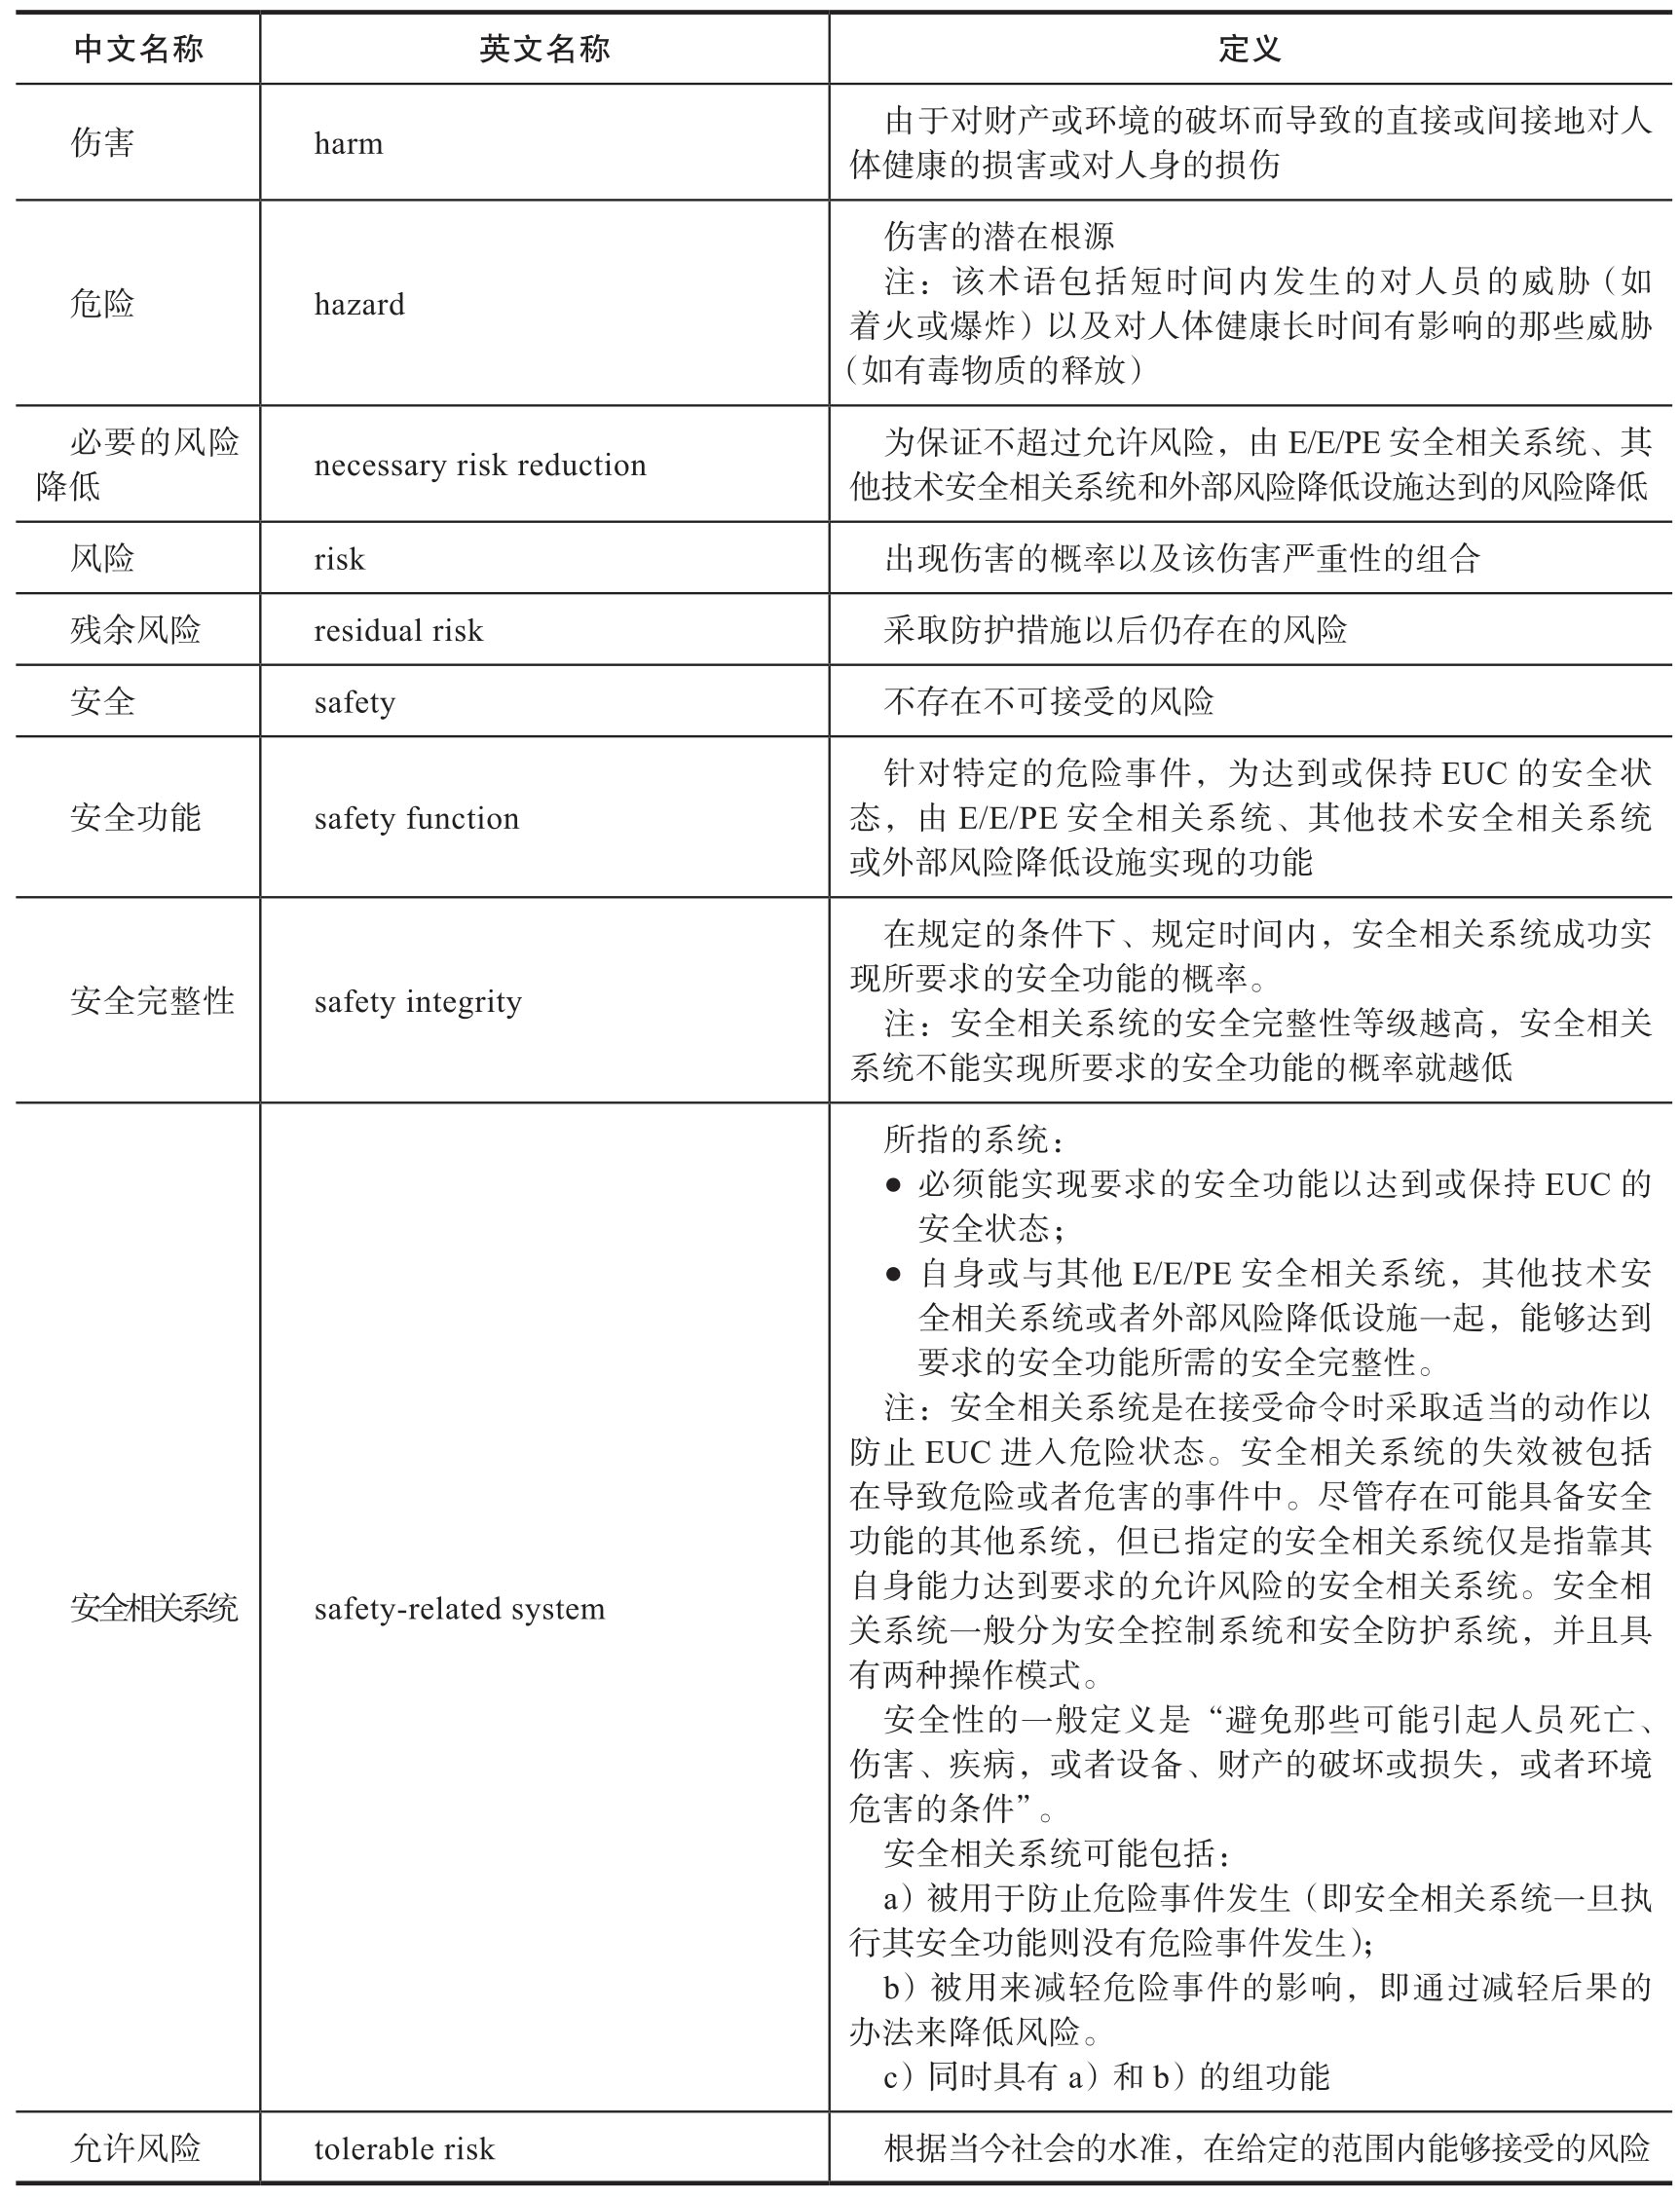 中文名称 英文名称 定义
伤害 harm 由于对财产或环境的破坏而导致的直接或间接地对人
体健康的损害或对人身的损伤
危险 hazard 伤害的潜在根源
注：该术语包括短时间内发生的对人员的威胁（如
着火或爆炸）以及对人体健康长时间有影响的那些威胁
（如有毒物质的释放）
必要的风险
降低
necessary risk reduction
为保证不超过允许风险，由 E/E/PE 安全相关系统、其
他技术安全相关系统和外部风险降低设施达到的风险降低
风险 risk 出现伤害的概率以及该伤害严重性的组合
残余风险 residual risk 采取防护措施以后仍存在的风险
安全 safety 不存在不可接受的风险
安全功能 safety function 针对特定的危险事件，为达到或保持 EUC 的安全状
态，由 E/E/PE 安全相关系统、其他技术安全相关系统
或外部风险降低设施实现的功能
安全完整性 safety integrity 在规定的条件下、规定时间内，安全相关系统成功实
现所要求的安全功能的概率。
注：安全相关系统的安全完整性等级越高，安全相关
系统不能实现所要求的安全功能的概率就越低
安全相关系统 safety-related system 所指的系统：
● 必须能实现要求的安全功能以达到或保持 EUC 的
安全状态；
● 自身或与其他 E/E/PE 安全相关系统，其他技术安
全相关系统或者外部风险降低设施一起，能够达到
要求的安全功能所需的安全完整性。
注：安全相关系统是在接受命令时采取适当的动作以
防止 EUC 进入危险状态。安全相关系统的失效被包括
在导致危险或者危害的事件中。尽管存在可能具备安全
功能的其他系统，但已指定的安全相关系统仅是指靠其
自身能力达到要求的允许风险的安全相关系统。安全相
关系统一般分为安全控制系统和安全防护系统，并且具
有两种操作模式。
安全性的一般定义是“避免那些可能引起人员死亡、
伤害、疾病，或者设备、财产的破坏或损失，或者环境
危害的条件”。
安全相关系统可能包括：
a）被用于防止危险事件发生（即安全相关系统一旦执
行其安全功能则没有危险事件发生）；
b）被用来减轻危险事件的影响，即通过减轻后果的
办法来降低风险。
c）同时具有 a）和 b）的组功能
允许风险 tolerable risk 根据当今社会的水准，在给定的范围内能够接受的风险